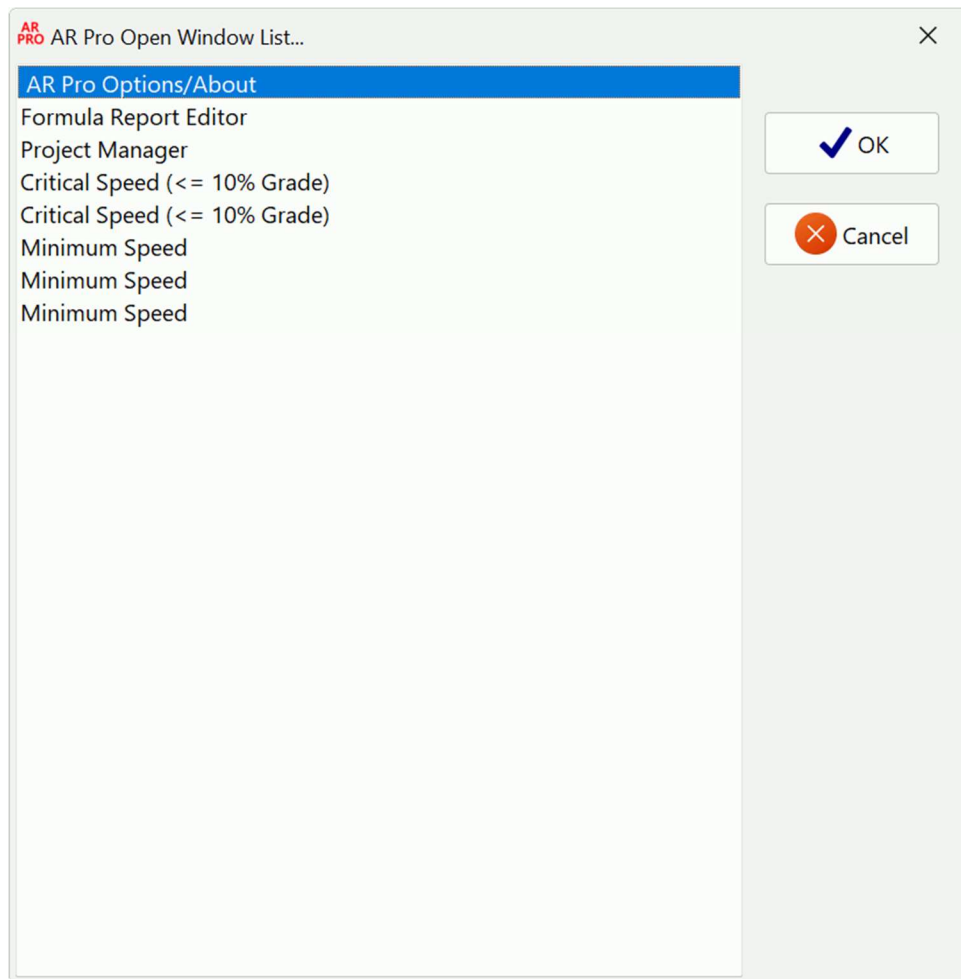 AR PRO AR Pro Open Window List...
AR Pro Options/About
Formula Report Editor
Project Manager
Critical Speed (<= 10% Grade)
Critical Speed (<= 10% Grade)
Minimum Speed
Minimum Speed
Minimum Speed
OK
Cancel